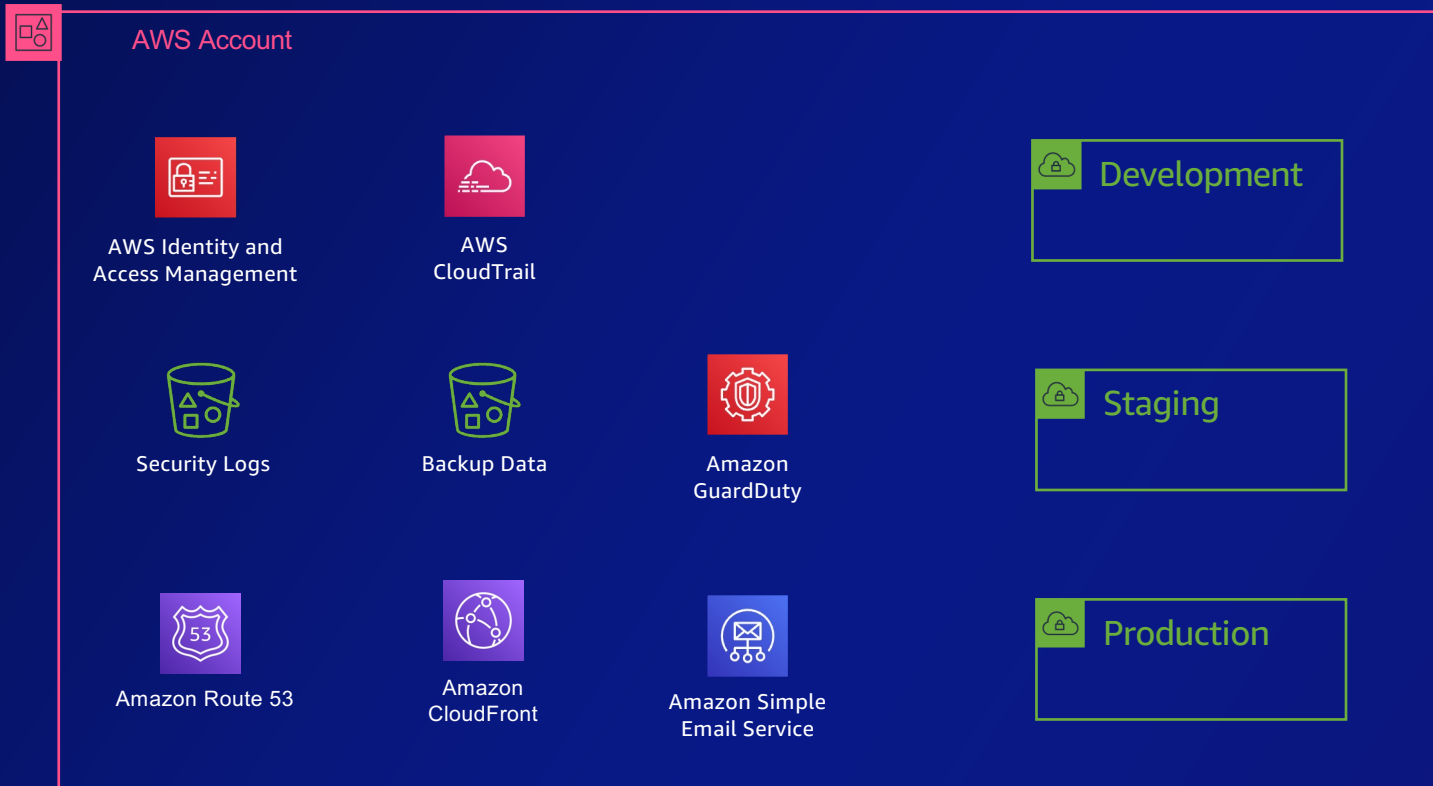 AWS Account
AWS Identity and
Access Management
AWS
CloudTrail
Development
Security Logs
Backup Data
Amazon
GuardDuty
Staging
53
Amazon Route 53
Amazon
CloudFront
Amazon Simple
Email Service
Production